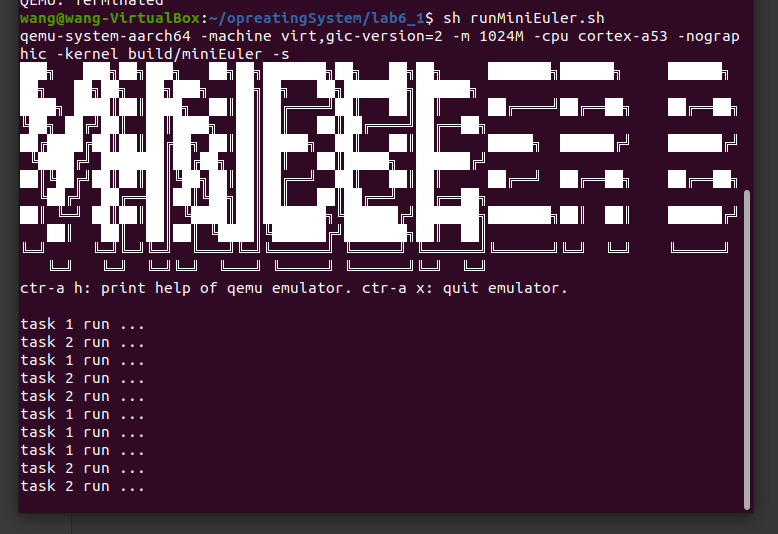 QEMU: Terminated
wang@wang-VirtualBox:~/opreatingSystem/lab6_1$ sh runMiniEuler.sh
qemu-system-aarch64 -machine virt,gic-version=2 -m 1024M -cpu cortex-a53 -nograp
hic -kernel build/miniEuler -s
ctr-a h: print help of qemu emulator. ctr-a x: quit emulator.
task 1 run ...
task 2 run ...
task 1 run ...
task 2 run ...
task 2 run ...
task 1 run ...
task 1 run ...
task 1 run ...
task 2 run ...
task 2 run ...